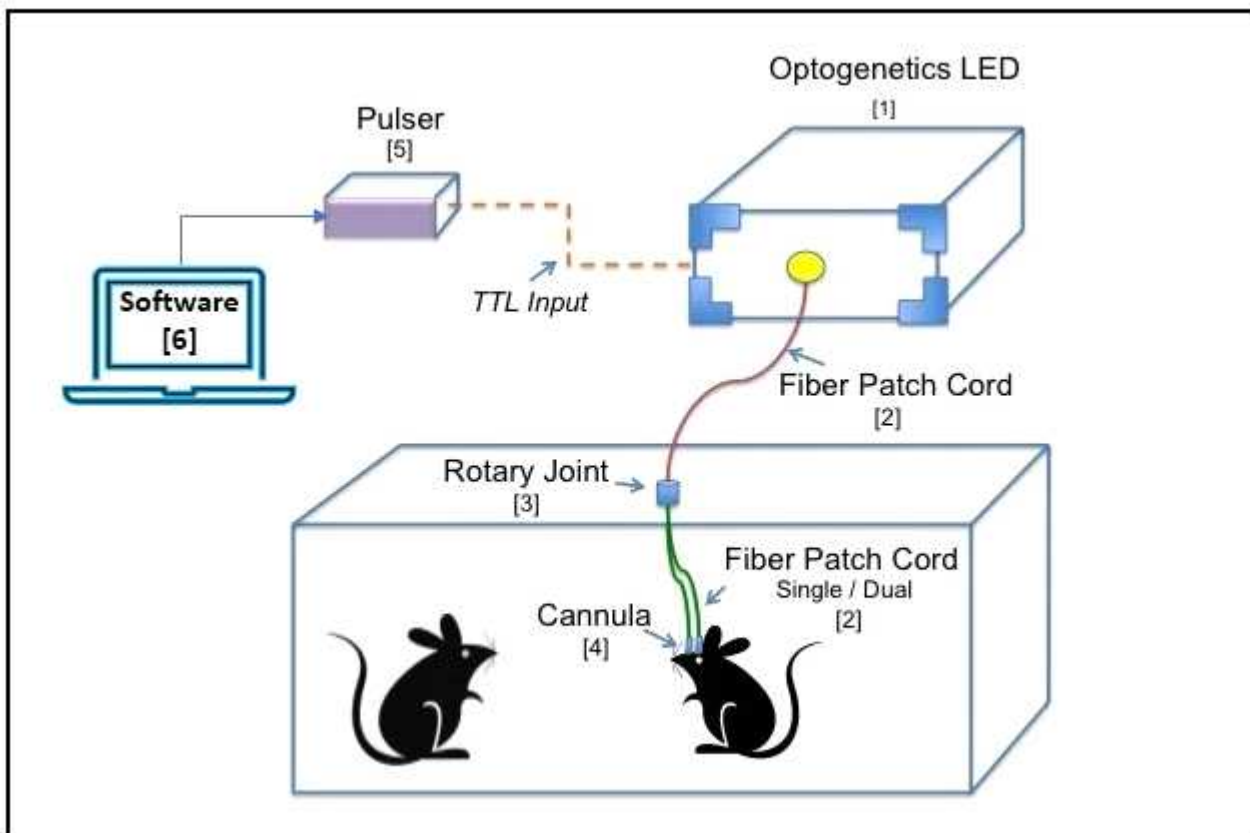 Optogenetics LED
[1]
Pulser
[5]
Software
[6]
TTL Input
Fiber Patch Cord
[2]
Rotary Joint
[3]
Fiber Patch Cord
Single / Dual
[2]
Cannula
[4]